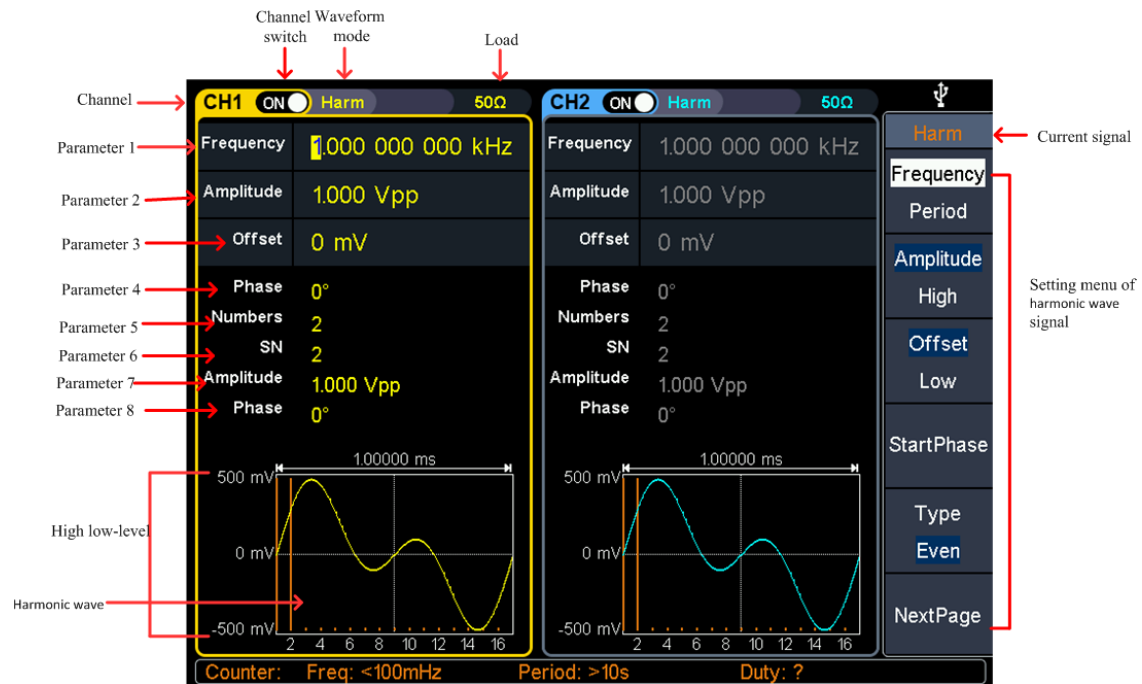 Channel switch
Waveform mode
Load
Channel
CH1 ON Harm 50Ω
CH2 ON Harm 50Ω
Harm
Current signal
Parameter 1
Frequency 1.000 000 000 kHz
Frequency 1.000 000 000 kHz
Frequency
Period
Parameter 2
Amplitude 1.000 Vpp
Amplitude 1.000 Vpp
Parameter 3
Offset 0 mV
Offset 0 mV
Amplitude
High
Parameter 4
Phase 0°
Phase 0°
Setting menu of
harmonic wave
signal
Parameter 5
Numbers 2
Numbers 2
Parameter 6
SN 2
SN 2
Offset
Low
Parameter 7
Amplitude 1.000 Vpp
Amplitude 1.000 Vpp
Parameter 8
Phase 0°
Phase 0°
StartPhase
1.00000 ms
1.00000 ms
500 mV
500 mV
High low-level
Type
Even
0 mV
0 mV
Harmonic wave
NextPage
-500 mV
-500 mV
2 4 6 8 10 12 14 16
2 4 6 8 10 12 14 16
Counter: Freq: <100mHz Period: >10s Duty: ?